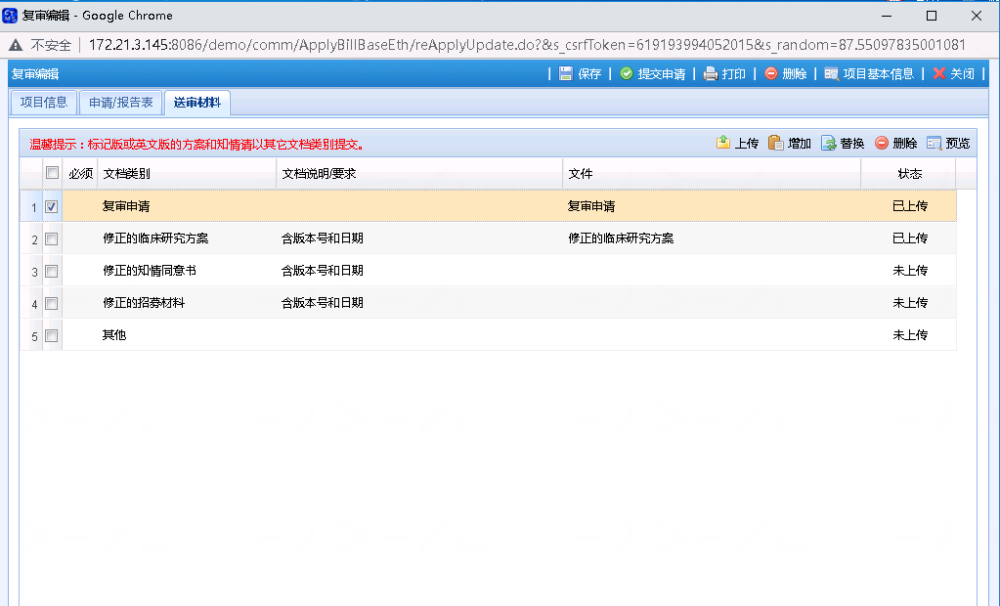 复审编辑 - Google Chrome
不安全 | 172.21.3.145:8086/demo/comm/ApplyBillBaseEth/reApplyUpdate.do?&s_csrfToken=619193994052015&s_random=87.55097835001081
复审编辑 | 保存 | 提交申请 | 打印 | 删除 | 项目基本信息 | 关闭 |
项目信息 申请/报告表 送审材料
温馨提示：标记版或英文版的方案和知情请以其它文档类别提交。 上传 增加 替换 删除 预览
必须 文档类别 文档说明/要求 文件 状态
1 复审申请 复审申请 已上传
2 修正的临床研究方案 含版本号和日期 修正的临床研究方案 已上传
3 修正的知情同意书 含版本号和日期 未上传
4 修正的招募材料 含版本号和日期 未上传
5 其他 未上传